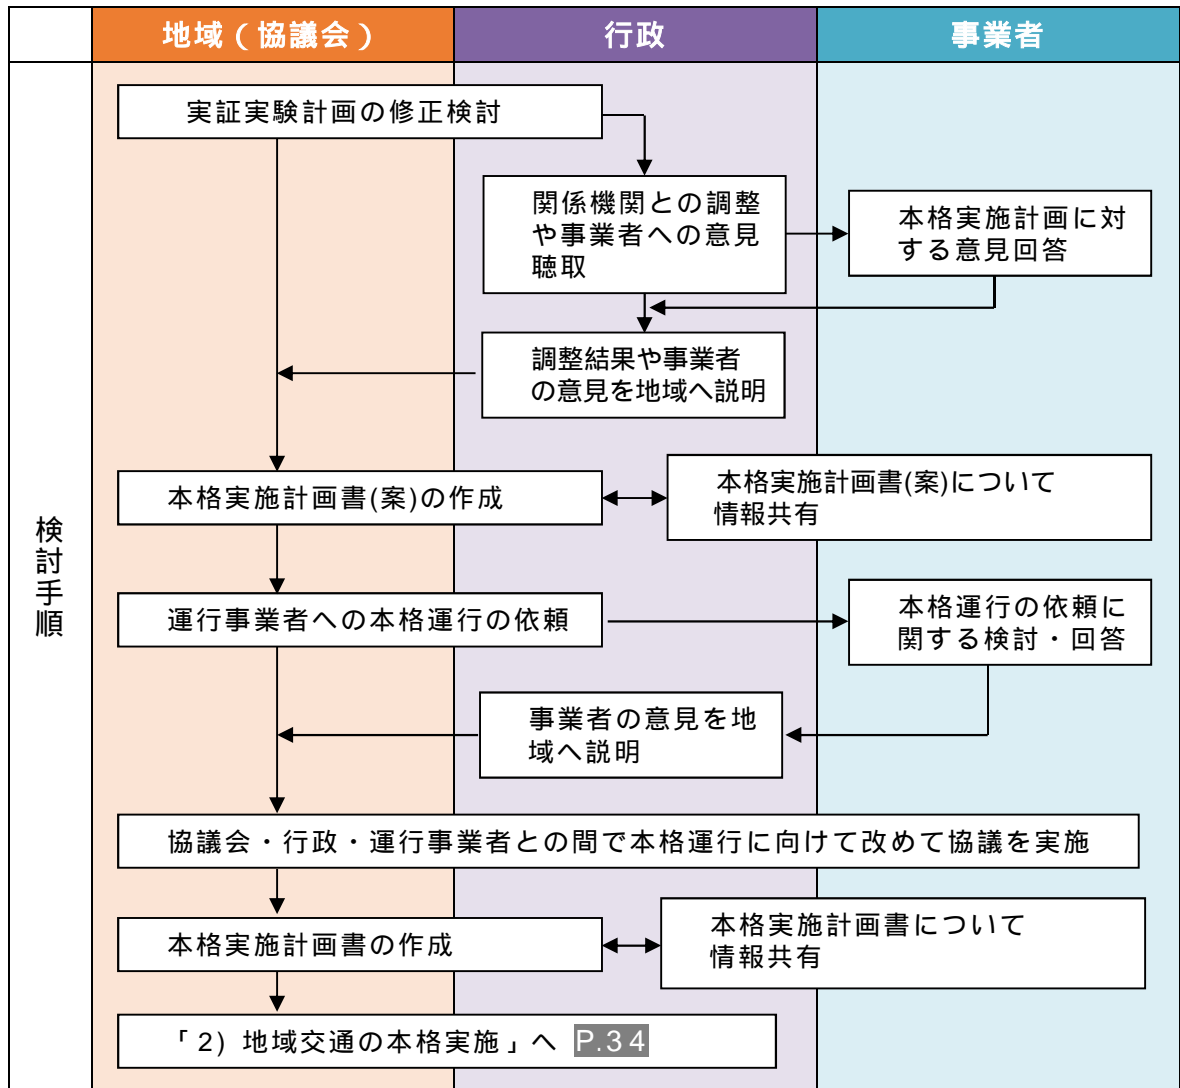 地域（協議会）
行政
事業者
検討手順
実証実験計画の修正検討
関係機関との調整
や事業者への意見
聴取
本格実施計画に対
する意見回答
調整結果や事業者
の意見を地域へ説明
本格実施計画書(案)の作成
本格実施計画書(案)について
情報共有
運行事業者への本格運行の依頼
本格運行の依頼に
関する検討・回答
事業者の意見を地
域へ説明
協議会・行政・運行事業者との間で本格運行に向けて改めて協議を実施
本格実施計画書の作成
本格実施計画書について
情報共有
「2) 地域交通の本格実施」へ P.34